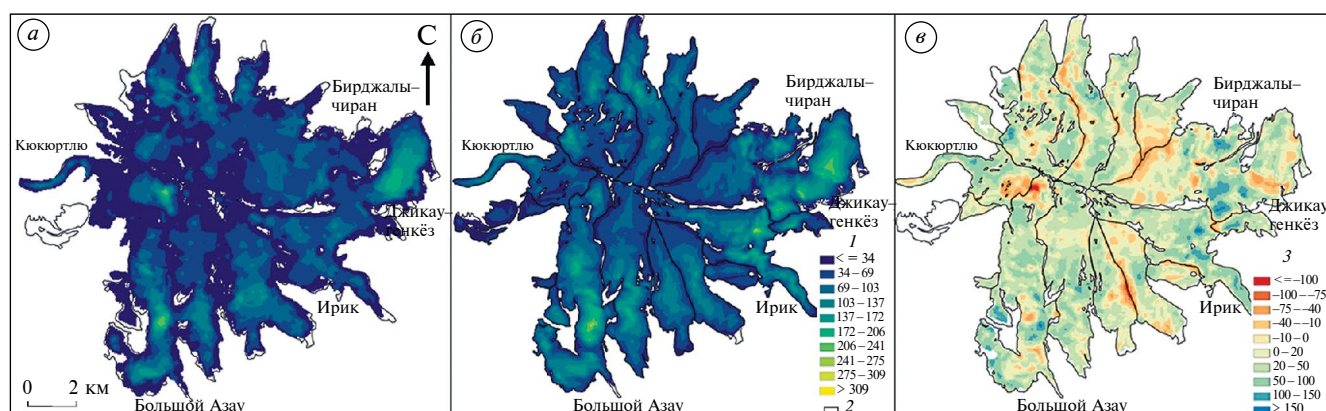 а
С
Бирджалы–
чиран
Кюкюртлю
Джикау–
генкёз
Ирик
0 2 км
Большой Азау
б
Бирджалы–
чиран
Кюкюртлю
Джикау–
генкёз
Ирик
Большой Азау
1
< = 34
34 – 69
69 – 103
103 – 137
137 – 172
172 – 206
206 – 241
241 – 275
275 – 309
> 309
2
в
Бирджалы–
чиран
Кюкюртлю
Джикау–
генкёз
Ирик
Большой Азау
3
<=–100
–100 –-75
–75 –-40
–40 –-10
–10 – 0
0 – 20
20 – 50
50 – 100
100 – 150
> 150